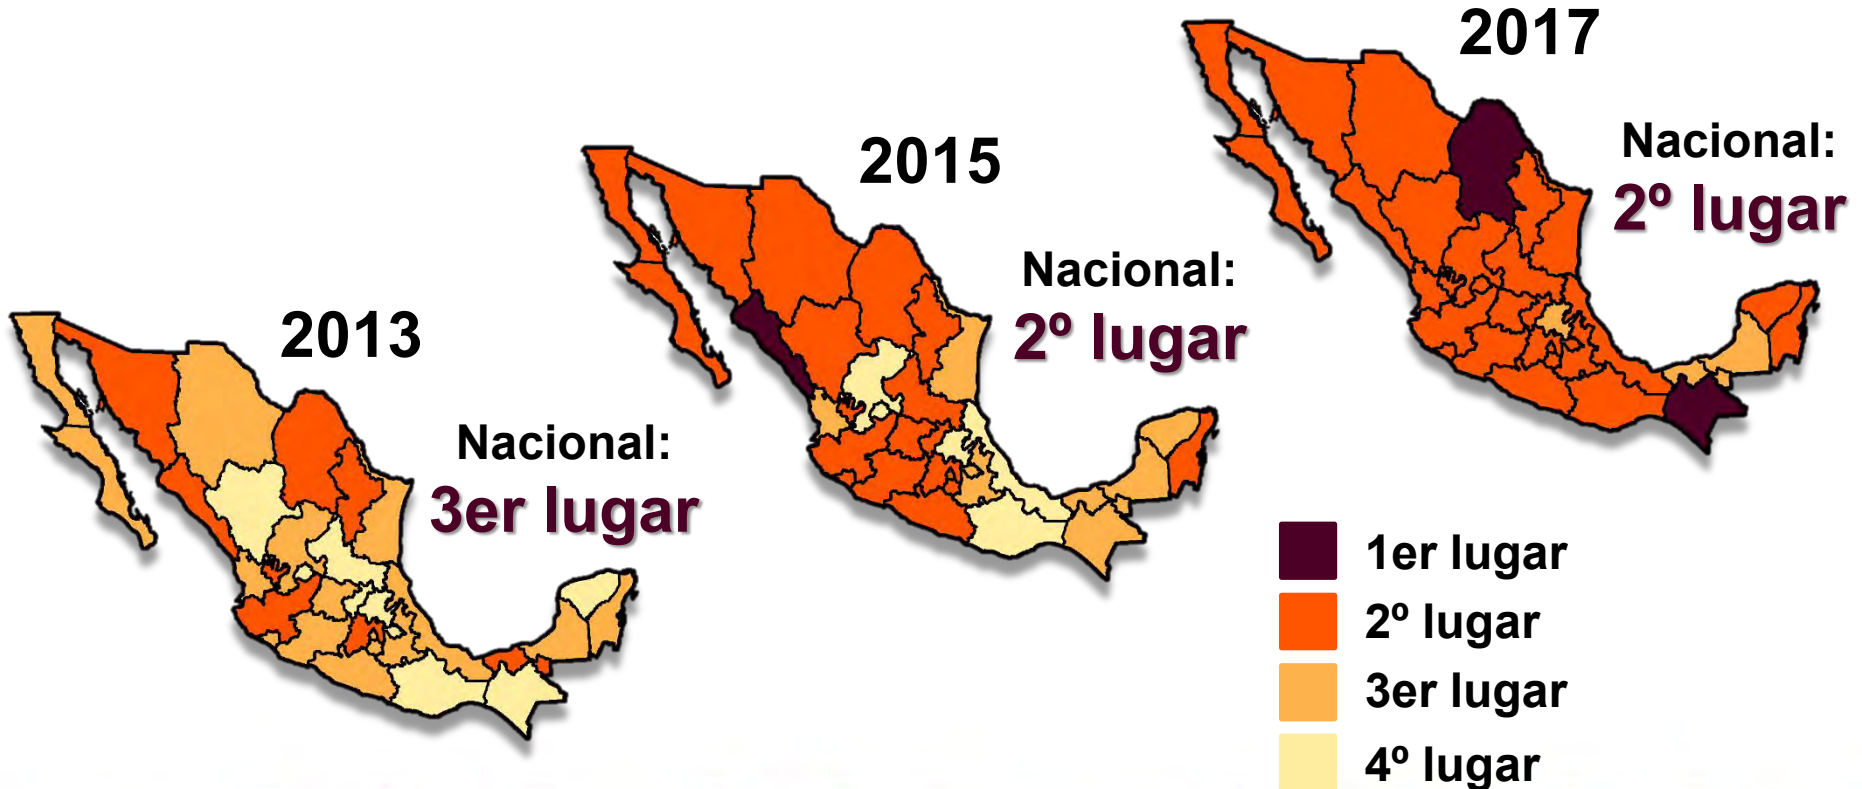 2013
Nacional:
3er lugar
2015
Nacional:
2º lugar
2017
Nacional:
2º lugar
1er lugar
2º lugar
3er lugar
4º lugar